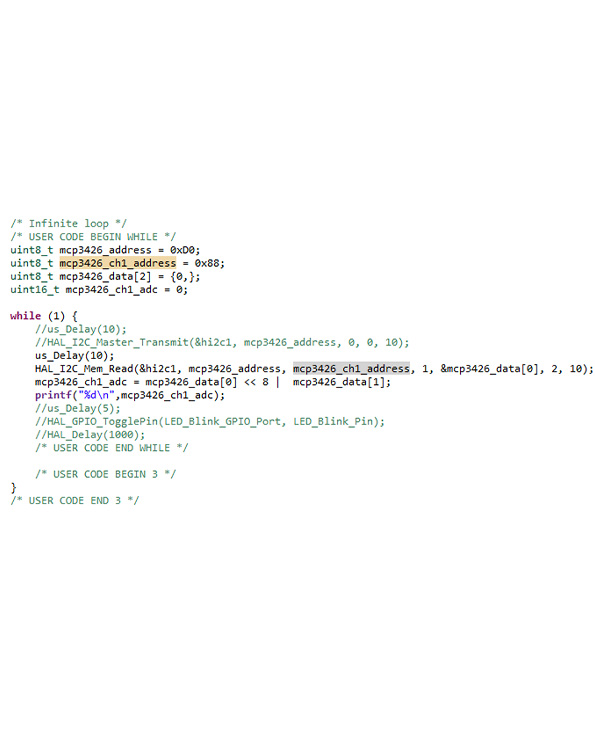 /* Infinite loop */
/* USER CODE BEGIN WHILE */
uint8_t mcp3426_address = 0xD0;
uint8_t mcp3426_ch1_address = 0x88;
uint8_t mcp3426_data[2] = {0,};
uint16_t mcp3426_ch1_adc = 0;

while (1) {
    //us_Delay(10);
    //HAL_I2C_Master_Transmit(&hi2c1, mcp3426_address, 0, 0, 10);
    us_Delay(10);
    HAL_I2C_Mem_Read(&hi2c1, mcp3426_address, mcp3426_ch1_address, 1, &mcp3426_data[0], 2, 10);
    mcp3426_ch1_adc = mcp3426_data[0] << 8 |  mcp3426_data[1];
    printf("%d\n",mcp3426_ch1_adc);
    //us_Delay(5);
    //HAL_GPIO_TogglePin(LED_Blink_GPIO_Port, LED_Blink_Pin);
    //HAL_Delay(1000);
    /* USER CODE END WHILE */

    /* USER CODE BEGIN 3 */
}
/* USER CODE END 3 */